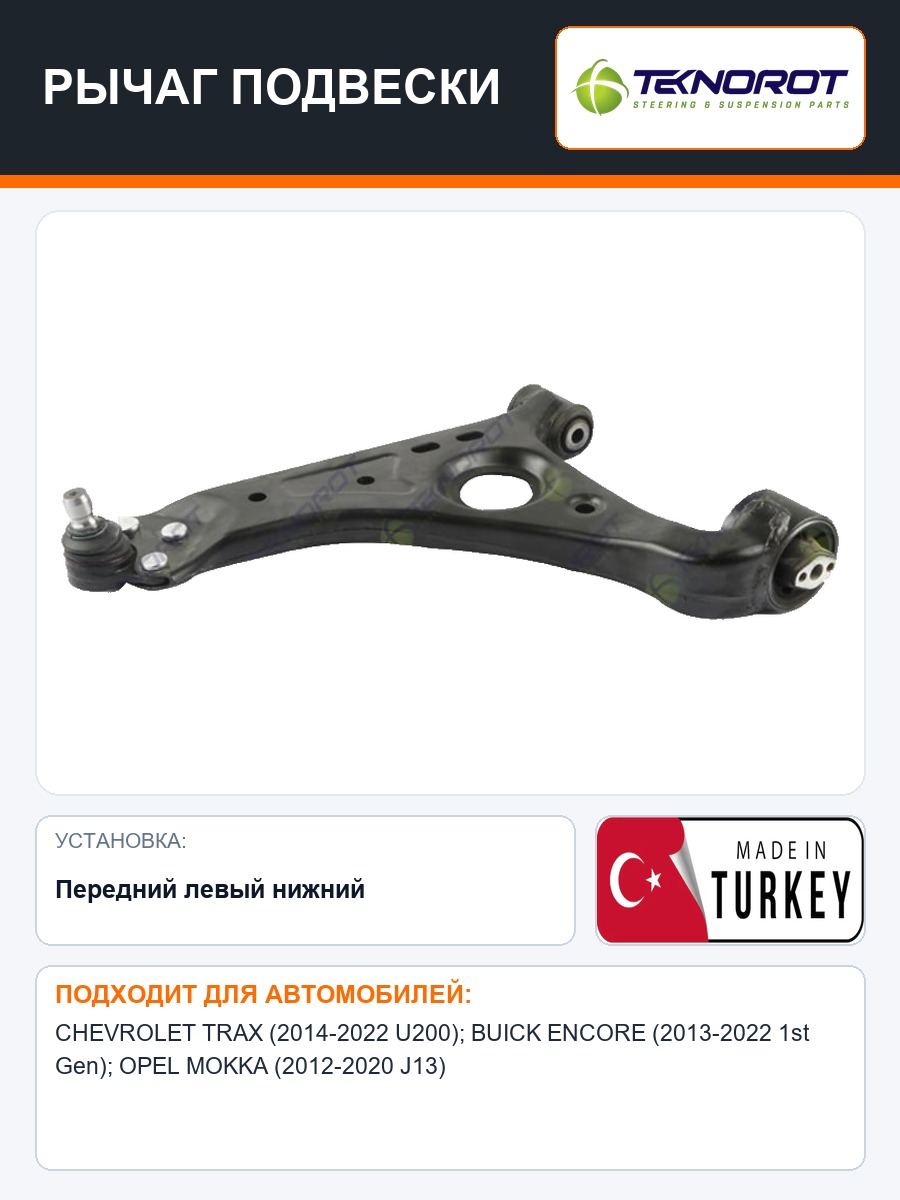 РЫЧАГ ПОДВЕСКИ
TEKNOROT
STEERING & SUSPENSION PARTS
TEKNOROT
УСТАНОВКА:
Передний левый нижний
MADE IN
TURKEY
ПОДХОДИТ ДЛЯ АВТОМОБИЛЕЙ:
CHEVROLET TRAX (2014-2022 U200); BUICK ENCORE (2013-2022 1st
Gen); OPEL MOKKA (2012-2020 J13)